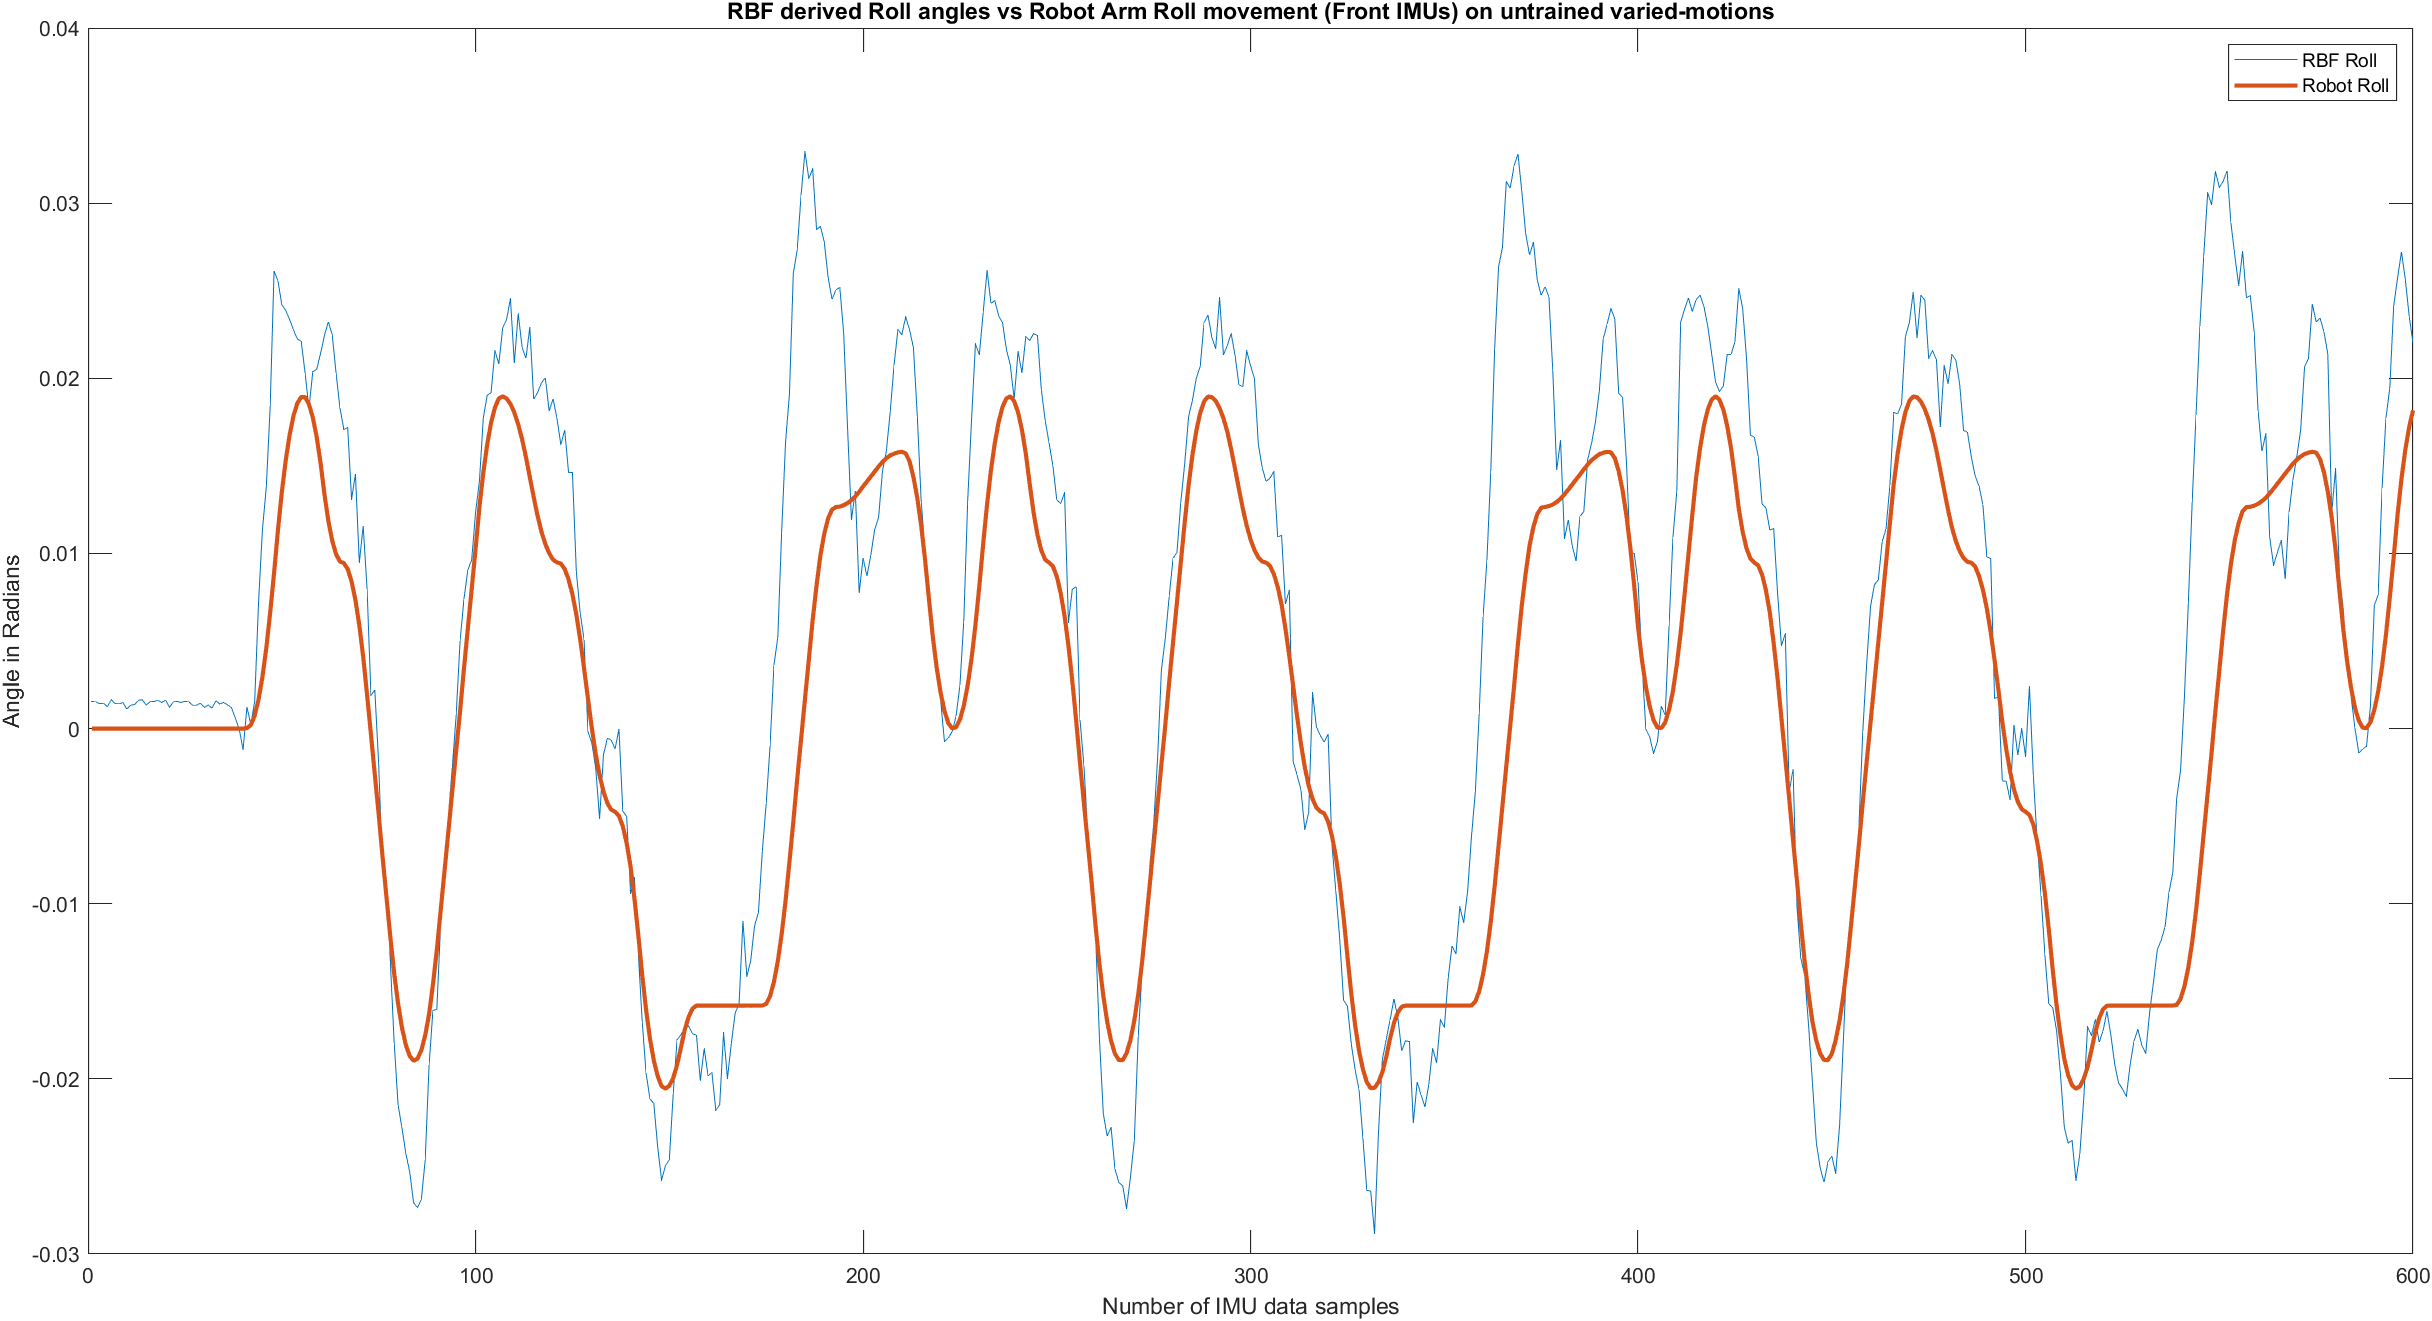 RBF derived Roll angles vs Robot Arm Roll movement (Front IMUs) on untrained varied-motions
0.04
0.03
0.02
0.01
0
-0.01
-0.02
-0.03
Angle in Radians
RBF Roll
Robot Roll
0 100 200 300 400 500 600
Number of IMU data samples